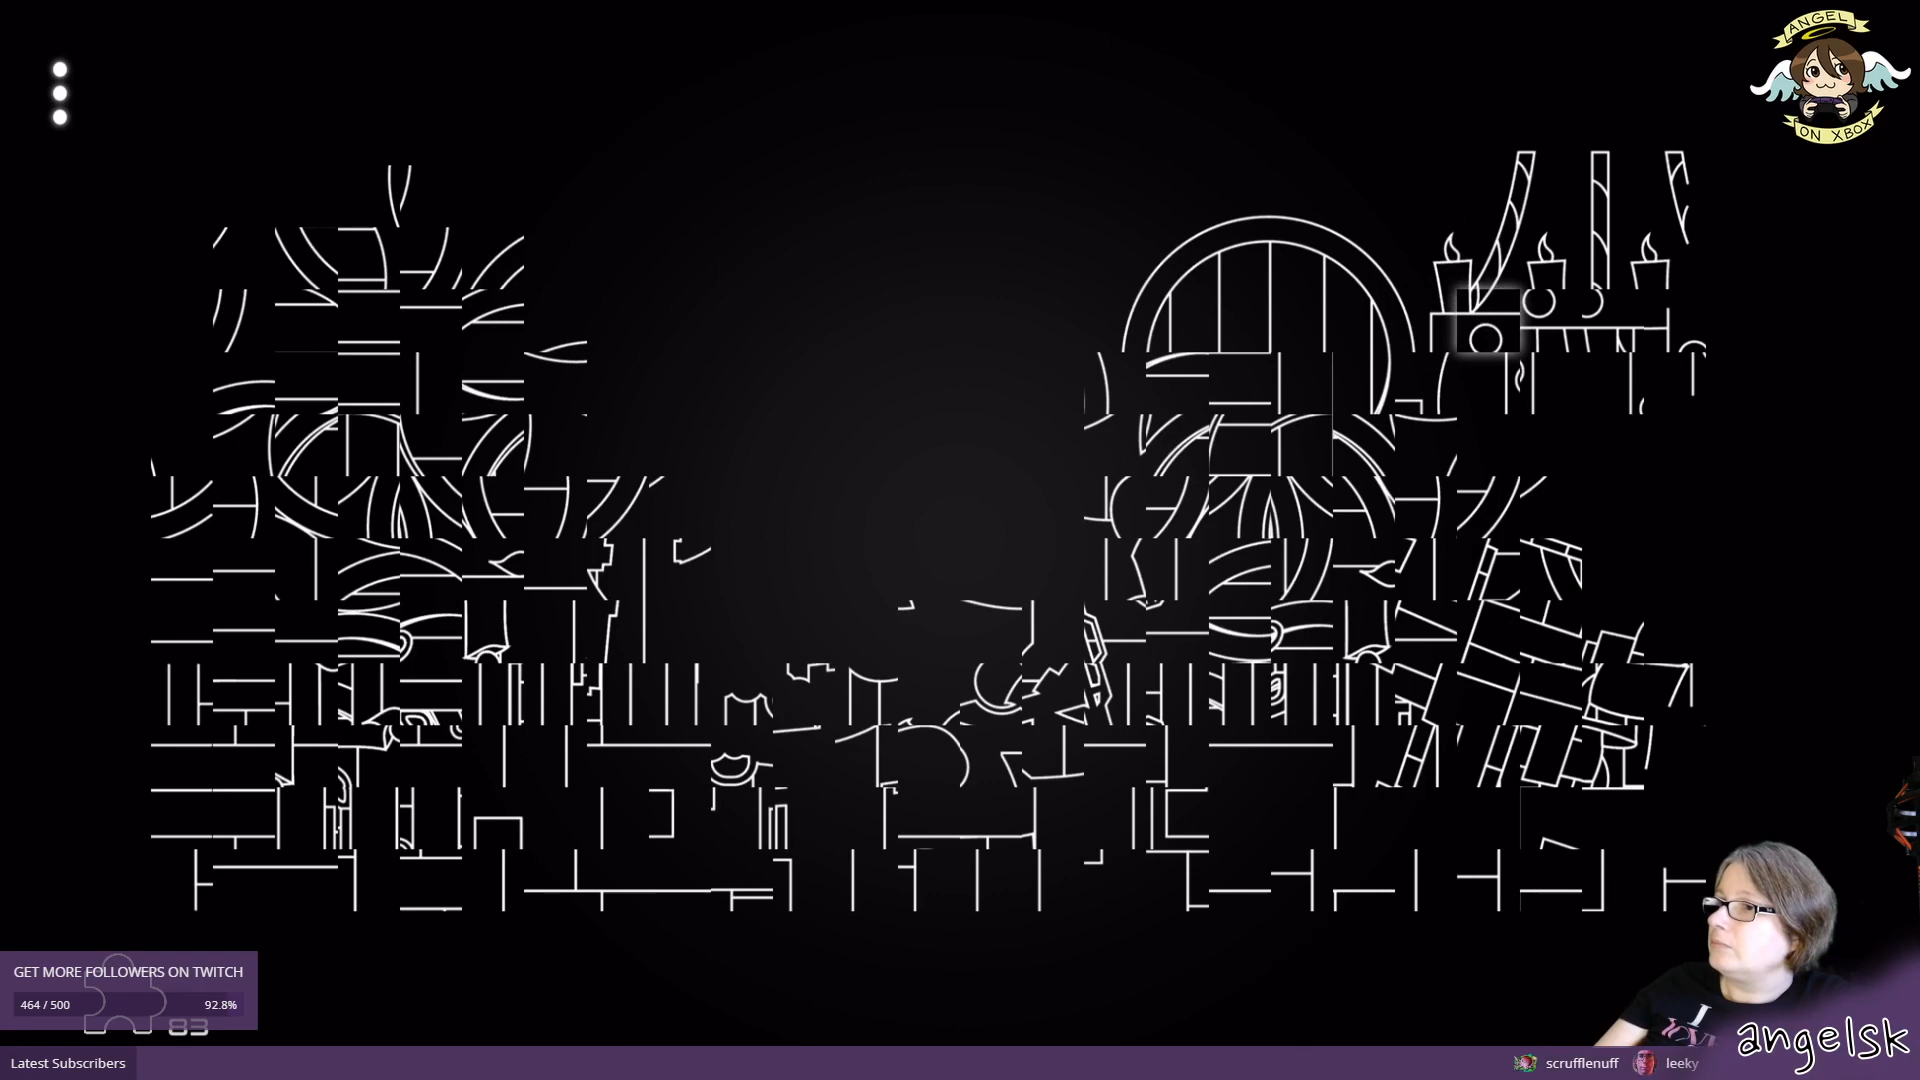 ANGEL
ON XBOX
GET MORE FOLLOWERS ON TWITCH
464 / 500
92.8%
83
I
angelsk
Latest Subscribers
scrufflenuff
leeky